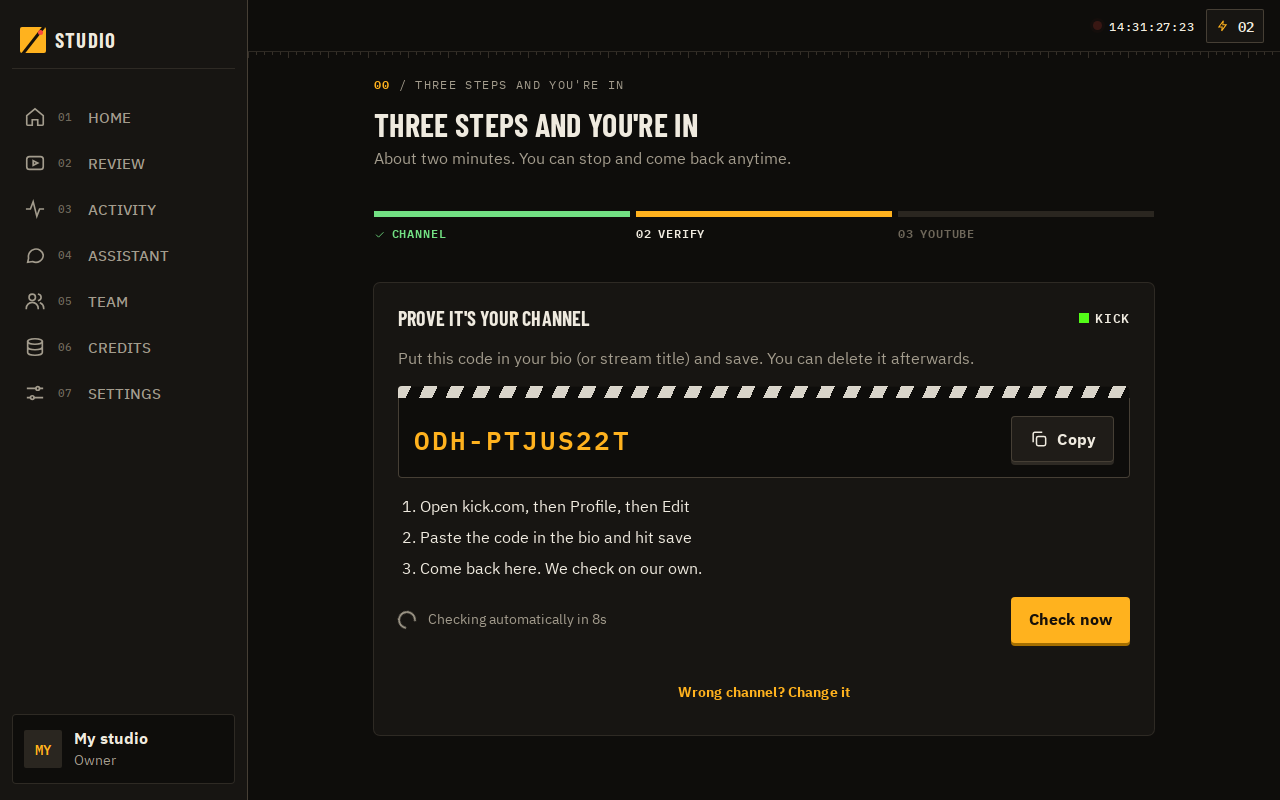 STUDIO
14:31:27:23
02
01 HOME
02 REVIEW
03 ACTIVITY
04 ASSISTANT
05 TEAM
06 CREDITS
07 SETTINGS
MY
My studio
Owner
00 / THREE STEPS AND YOU'RE IN
THREE STEPS AND YOU'RE IN
About two minutes. You can stop and come back anytime.
CHANNEL
02 VERIFY
03 YOUTUBE
PROVE IT'S YOUR CHANNEL
KICK
Put this code in your bio (or stream title) and save. You can delete it afterwards.
ODH-PTJUS22T
Copy
1. Open kick.com, then Profile, then Edit
2. Paste the code in the bio and hit save
3. Come back here. We check on our own.
Checking automatically in 8s
Check now
Wrong channel? Change it